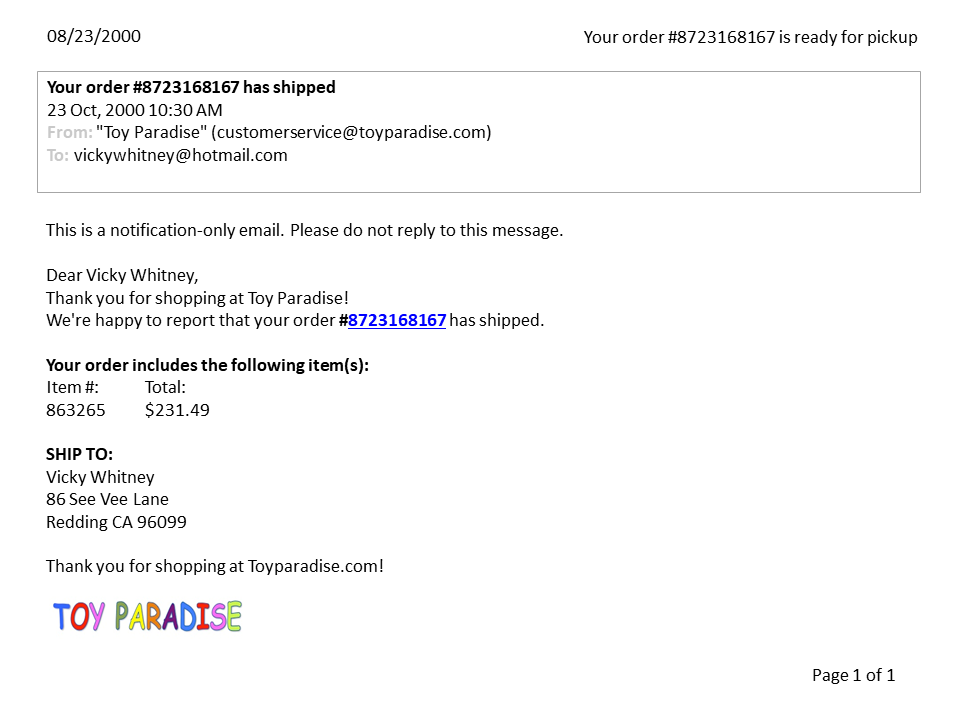 08/23/2000
Your order #8723168167 is ready for pickup
Your order #8723168167 has shipped
23 Oct, 2000 10:30 AM
From: "Toy Paradise" (customerservice@toyparadise.com)
To: vickywhitney@hotmail.com
This is a notification-only email. Please do not reply to this message.
Dear Vicky Whitney,
Thank you for shopping at Toy Paradise!
We're happy to report that your order #8723168167 has shipped.
Your order includes the following item(s):
Item #: Total:
863265 $231.49
SHIP TO:
Vicky Whitney
86 See Vee Lane
Redding CA 96099
Thank you for shopping at Toyparadise.com!
TOY PARADISE
Page 1 of 1